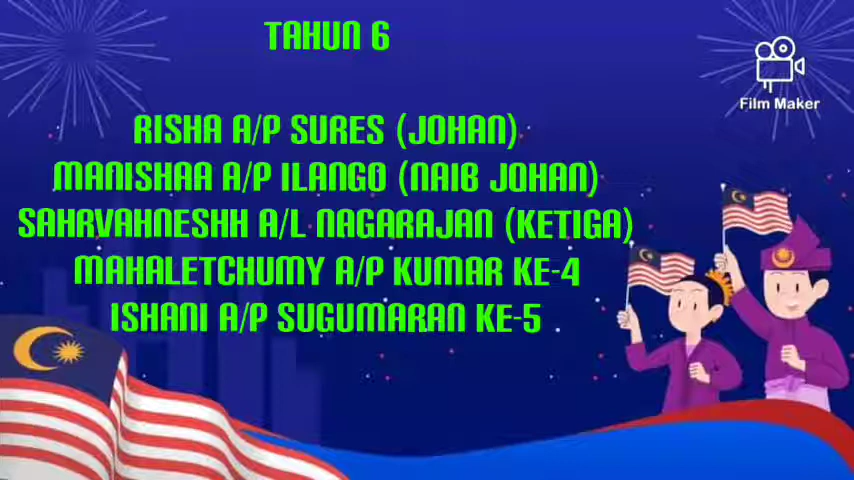 TAHUN 6
Film Maker
RISHA A/P SURES (JOHAN)
MANISHAA A/P ILANGO (NAIB JOHAN)
SAHRVAHNESHH A/L NAGARAJAN (KETIGA)
MAHALETCHUMY A/P KUMAR KE-4
ISHANI A/P SUGUMARAN KE-5